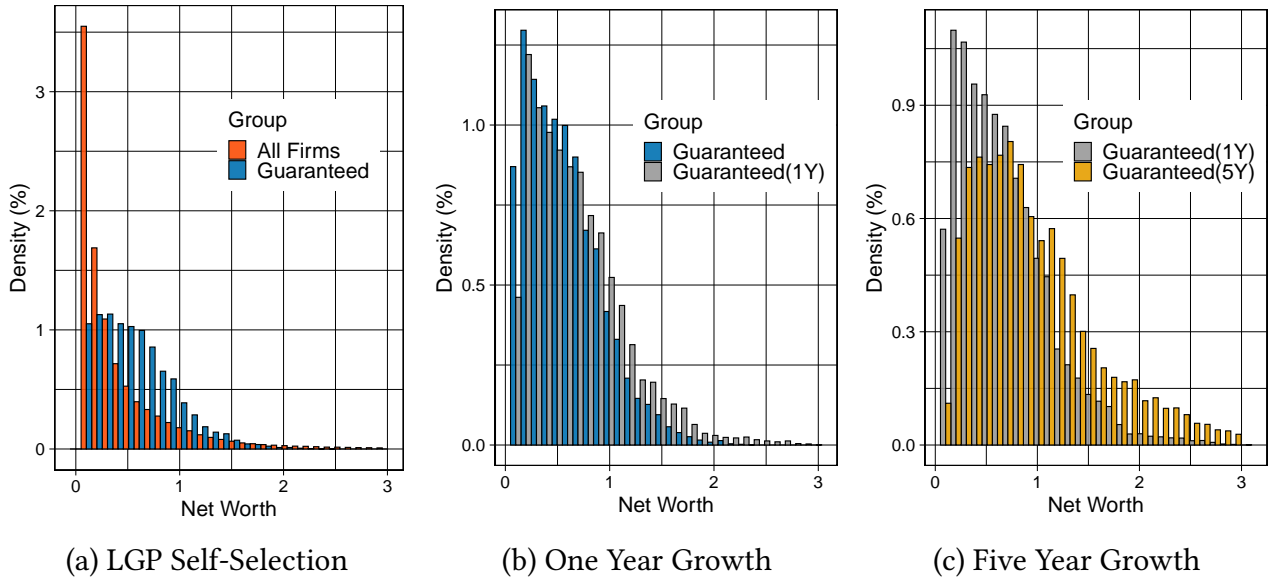 Density (%)
3
2
1
0
Group
All Firms
Guaranteed
0
1
2
3
Net Worth
(a) LGP Self-Selection
Density (%)
1.0
0.5
0.0
Group
Guaranteed
Guaranteed(1Y)
0
1
2
3
Net Worth
(b) One Year Growth
Density (%)
0.9
0.6
0.3
0.0
Group
Guaranteed(1Y)
Guaranteed(5Y)
0
1
2
3
Net Worth
(c) Five Year Growth